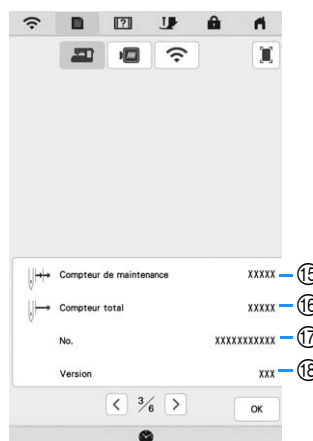 Compteur de maintenance XXXXX ⑮
Compteur total XXXXX ⑯
No. XXXXXXXXXXX ⑰
Version XXX ⑱
< 3/6 > OK